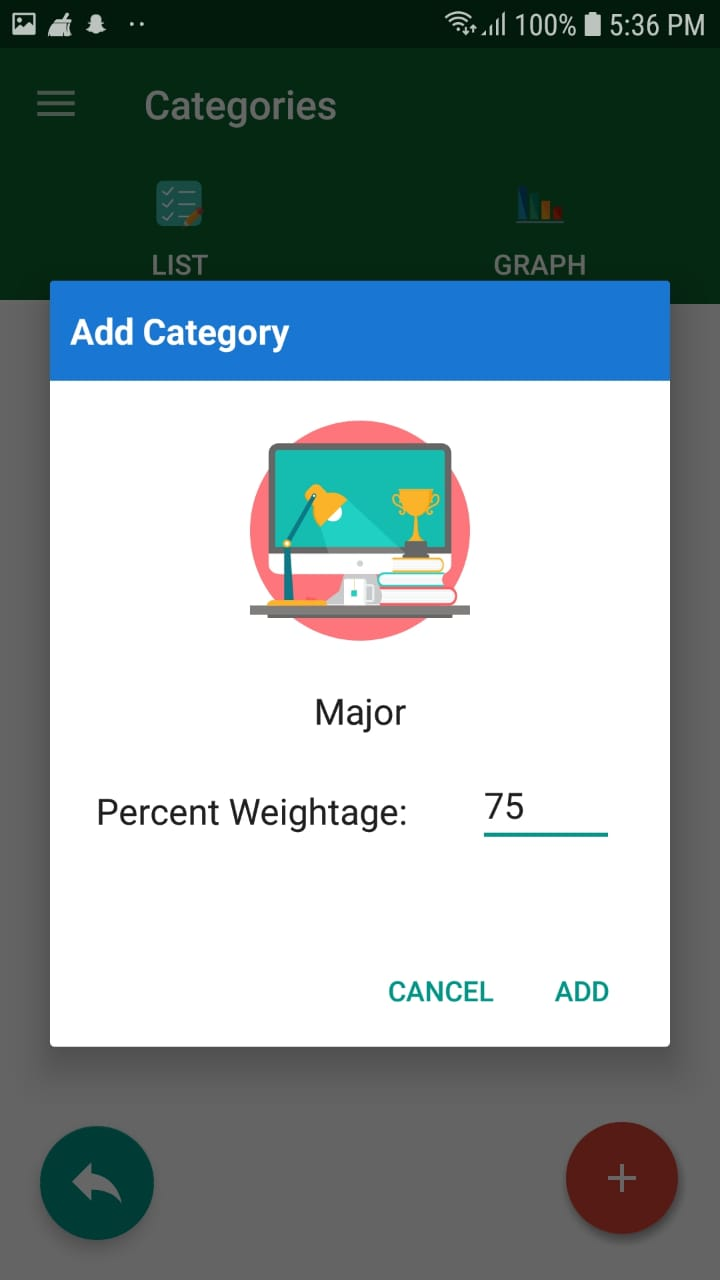 100% 5:36 PM
Categories
LIST GRAPH
Add Category
Major
Percent Weightage: 75
CANCEL ADD